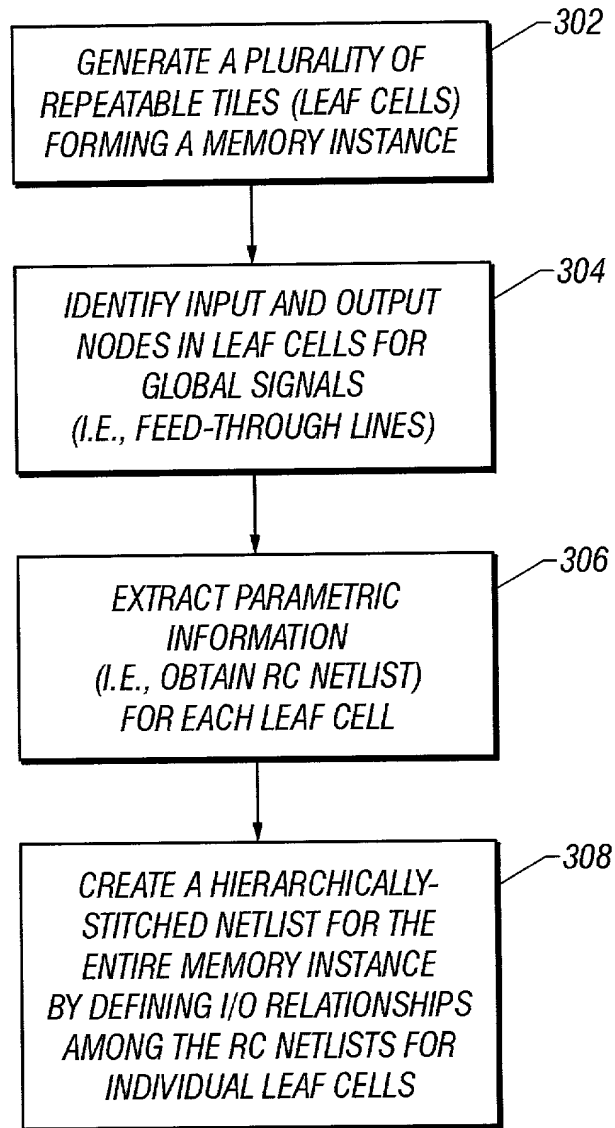 302
GENERATE A PLURALITY OF
REPEATABLE TILES (LEAF CELLS)
FORMING A MEMORY INSTANCE
304
IDENTIFY INPUT AND OUTPUT
NODES IN LEAF CELLS FOR
GLOBAL SIGNALS
(I.E., FEED-THROUGH LINES)
306
EXTRACT PARAMETRIC
INFORMATION
(I.E., OBTAIN RC NETLIST)
FOR EACH LEAF CELL
308
CREATE A HIERARCHICALLY-
STITCHED NETLIST FOR THE
ENTIRE MEMORY INSTANCE
BY DEFINING I/O RELATIONSHIPS
AMONG THE RC NETLISTS FOR
INDIVIDUAL LEAF CELLS